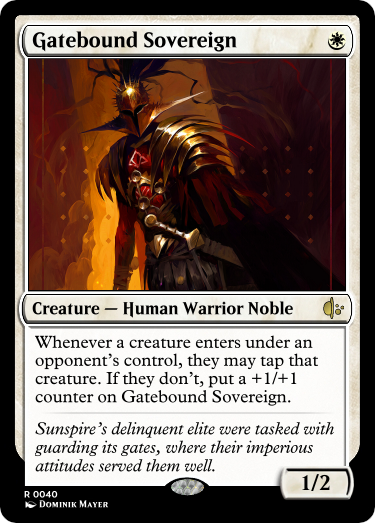 Gatebound Sovereign
Creature — Human Warrior Noble
Whenever a creature enters under an
opponent's control, they may tap that
creature. If they don't, put a +1/+1
counter on Gatebound Sovereign.
Sunspire's delinquent elite were tasked with
guarding its gates, where their imperious
attitudes served them well.
1/2
R 0040
Dominik Mayer